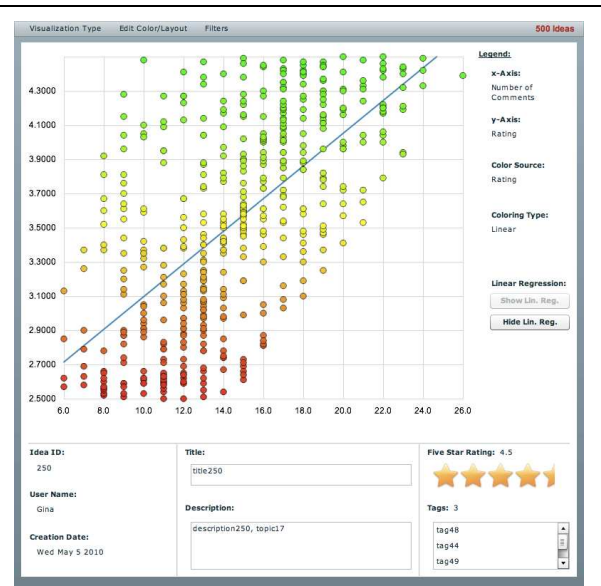 Visualization Type Edit Color/Layout Filters 500 Ideas
Legend:
x-Axis:
Number of
Comments
y-Axis:
Rating
Color Source:
Rating
Coloring Type:
Linear
Linear Regression:
Show Lin. Reg.
Hide Lin. Reg.
4.3000
4.1000
3.9000
3.7000
3.5000
3.3000
3.1000
2.9000
2.7000
2.5000
6.0 8.0 10.0 12.0 14.0 16.0 18.0 20.0 22.0 24.0 26.0
Idea ID:
250
User Name:
Gina
Creation Date:
Wed May 5 2010
Title:
title250
Description:
description250, topic17
Five Star Rating: 4.5
Tags: 3
tag48
tag44
tag49